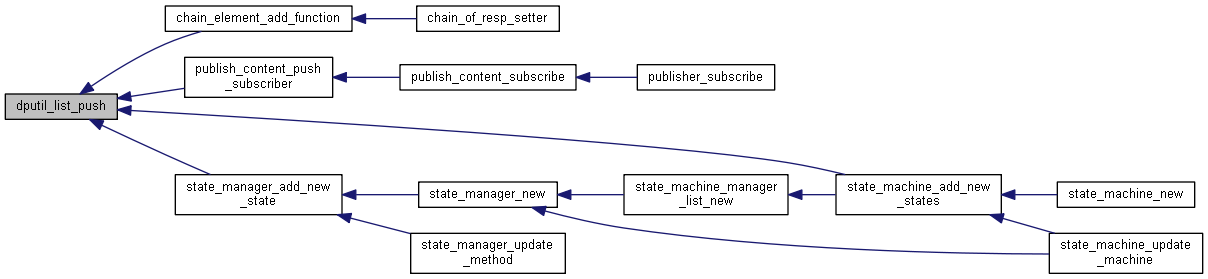 chain_element_add_function
chain_of_resp_setter
publish_content_push
_subscriber
publish_content_subscribe
publisher_subscribe
dputil_list_push
state_manager_add_new
_state
state_manager_new
state_machine_manager
_list_new
state_machine_add_new
_states
state_machine_new
state_manager_update
_method
state_machine_update
_machine